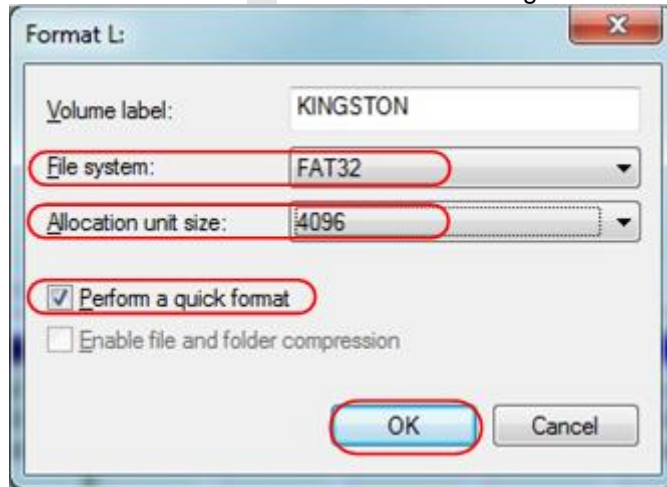 Format L:
Volume label: KINGSTON
File system: FAT32
Allocation unit size: 4096
Perform a quick format
Enable file and folder compression
OK Cancel